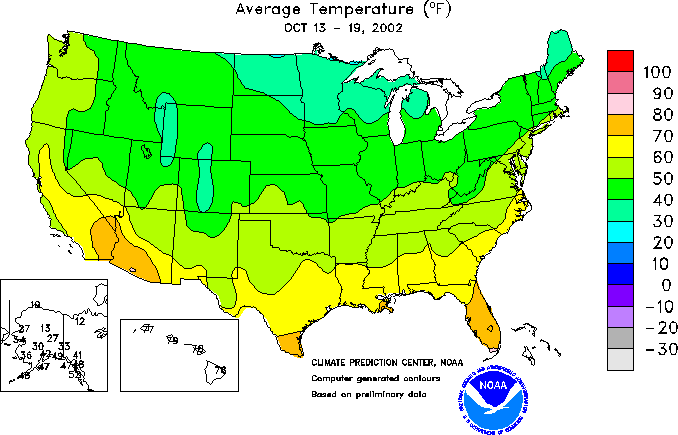 Average Temperature (°F)
OCT 13 - 19, 2002
100
90
80
70
60
50
40
30
20
10
0
-10
-20
-30
19
12
27 13
34 27
30 33
36 47 49 41
47 47
48 52
77
79
78
76
CLIMATE PREDICTION CENTER, NOAA
Computer generated contours
Based on preliminary data
NOAA
NATIONAL OCEANIC AND ATMOSPHERIC ADMINISTRATION
U.S. DEPARTMENT OF COMMERCE